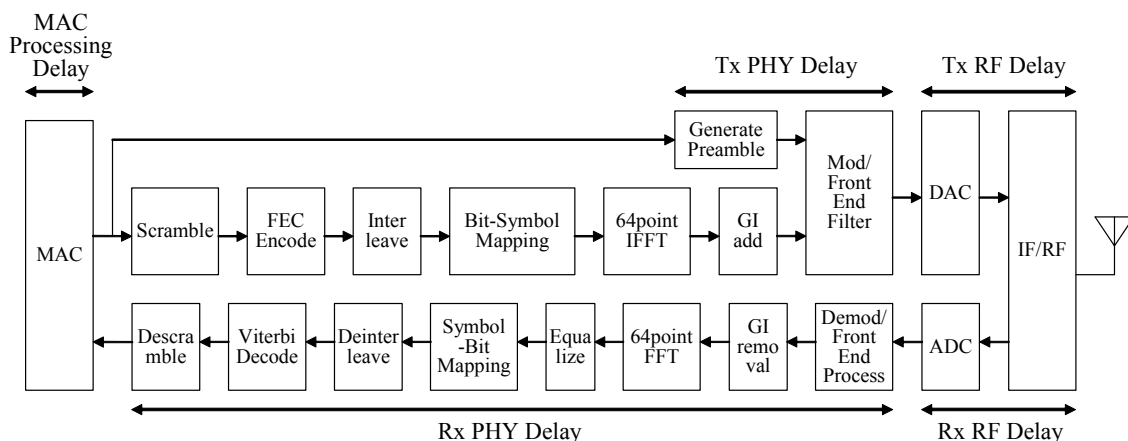 MAC
Processing
Delay
Tx PHY Delay
Tx RF Delay
Generate
Preamble
MAC
Scramble
FEC
Encode
Inter
leave
Bit-Symbol
Mapping
64point
IFFT
GI
add
Mod/
Front
End
Filter
DAC
IF/RF
Descra
mble
Viterbi
Decode
Deinter
leave
Symbol
-Bit
Mapping
Equa
lize
64point
FFT
GI
remo
val
Demod/
Front
End
Process
ADC
Rx PHY Delay
Rx RF Delay